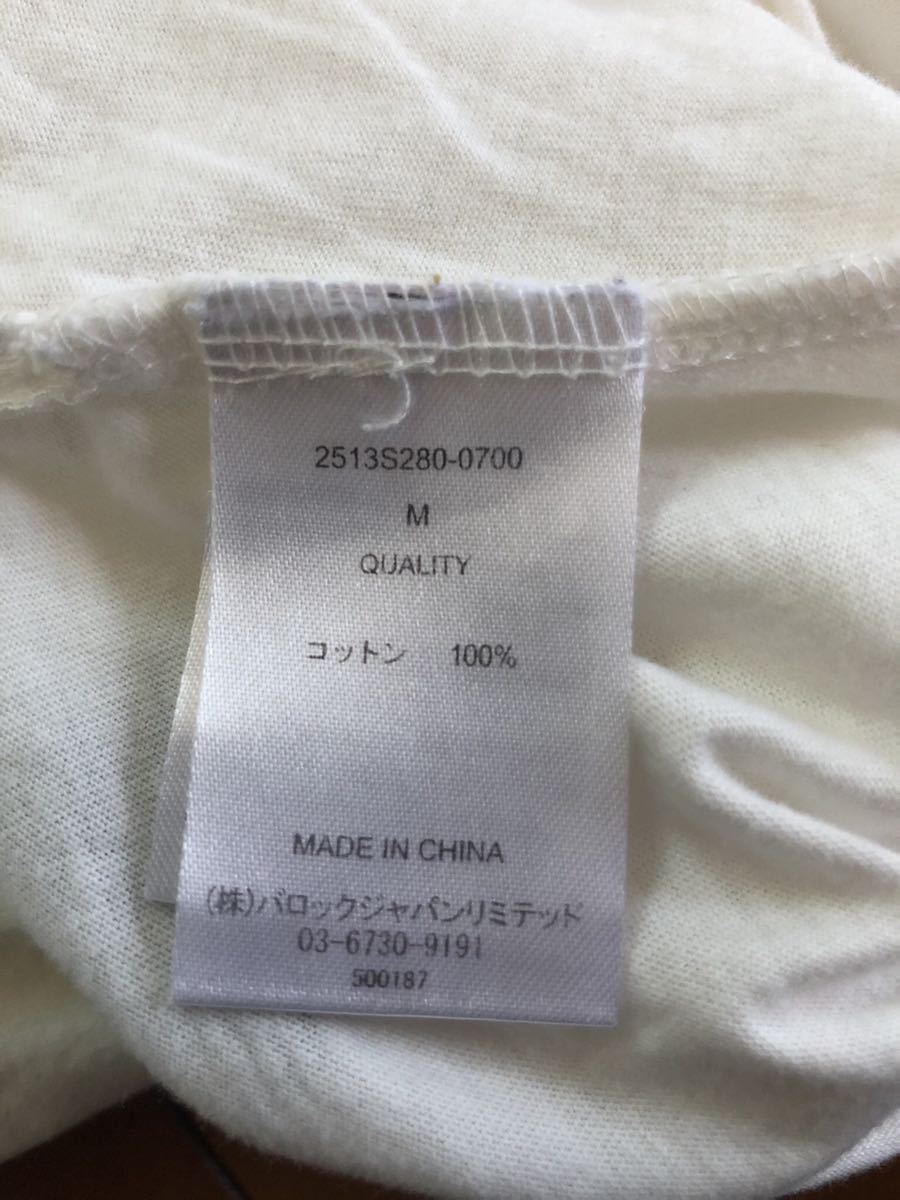 2513S280-0700
M
QUALITY
コットン 100%
MADE IN CHINA
(株)バロックジャパンリミテッド
03-6730-9191
500187